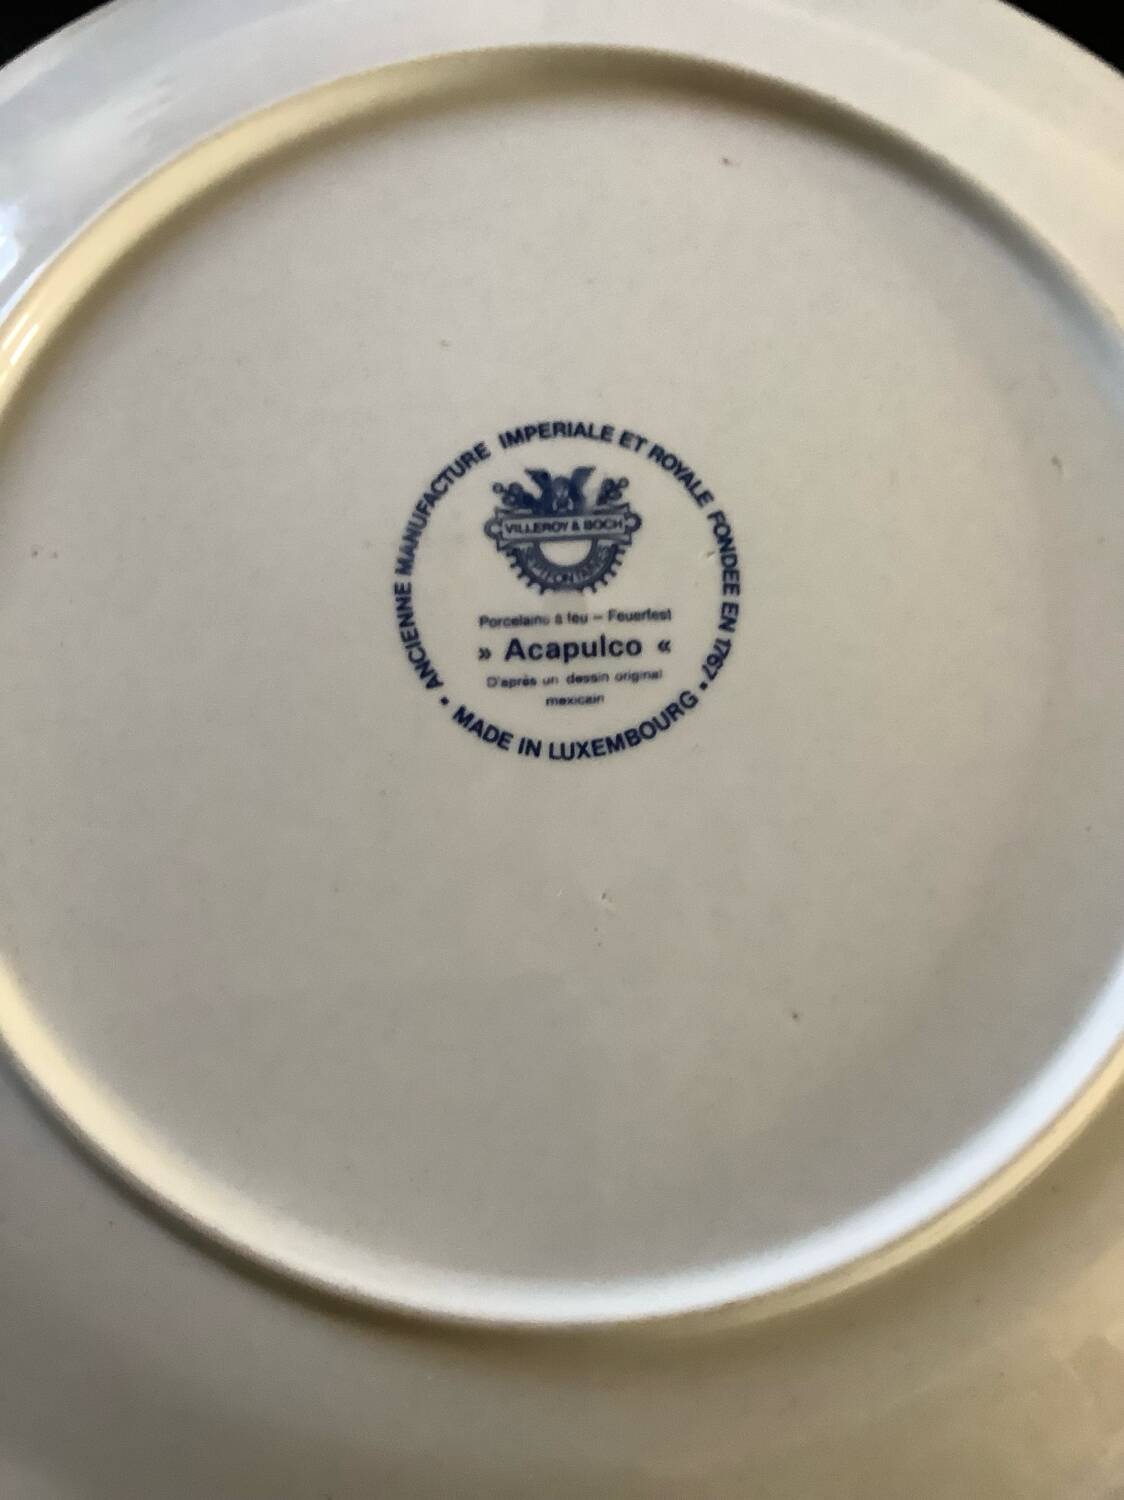 ANCIENNE MANUFACTURE IMPERIALE ET ROYALE FONDEE EN 1767 •
VILLEROY & BOCH
SEPTFONTAINES
Porcelaine à feu – Feuerfest
» Acapulco «
D'après un dessin original
mexicain
• MADE IN LUXEMBOURG